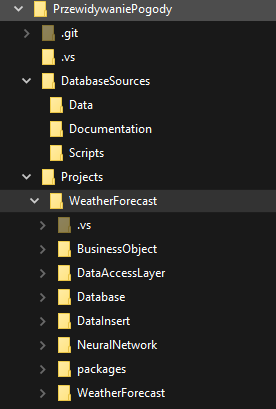 PrzewidywaniePogody
.git
.vs
DatabaseSources
Data
Documentation
Scripts
Projects
WeatherForecast
.vs
BusinessObject
DataAccessLayer
Database
DataInsert
NeuralNetwork
packages
WeatherForecast